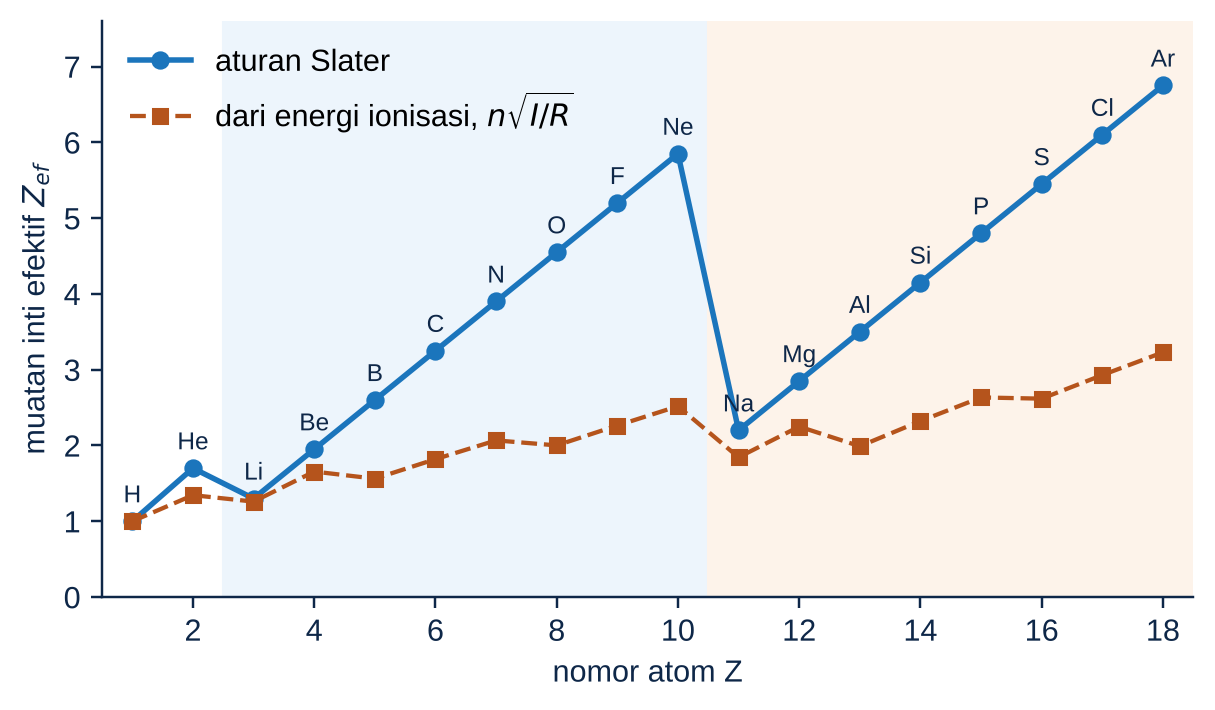 aturan Slater
dari energi ionisasi, n√I/R
muatan inti efektif Z_ef
7
6
5
4
3
2
1
0
H
He
Li
Be
B
C
N
O
F
Ne
Na
Mg
Al
Si
P
S
Cl
Ar
2 4 6 8 10 12 14 16 18
nomor atom Z